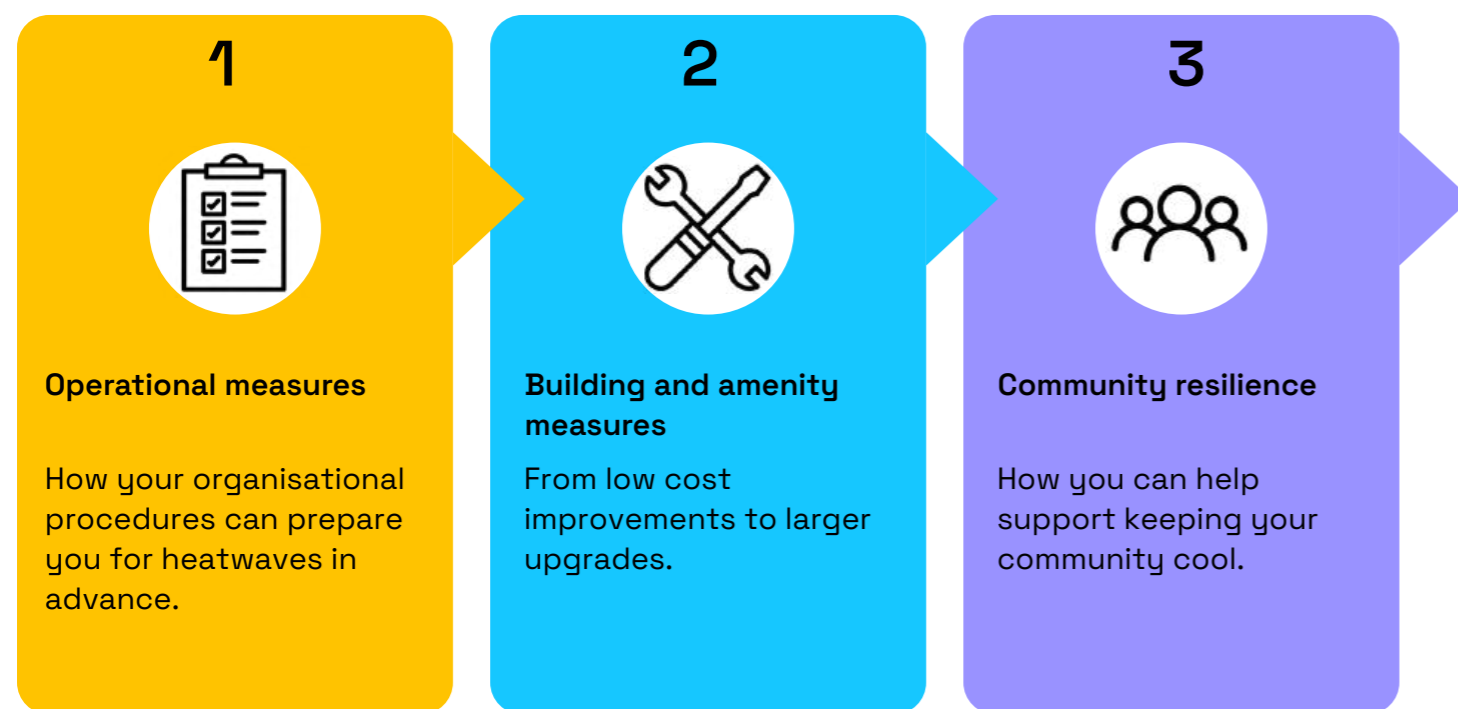 1
Operational measures
How your organisational
procedures can prepare
you for heatwaves in
advance.
2
Building and amenity
measures
From low cost
improvements to larger
upgrades.
3
Community resilience
How you can help
support keeping your
community cool.